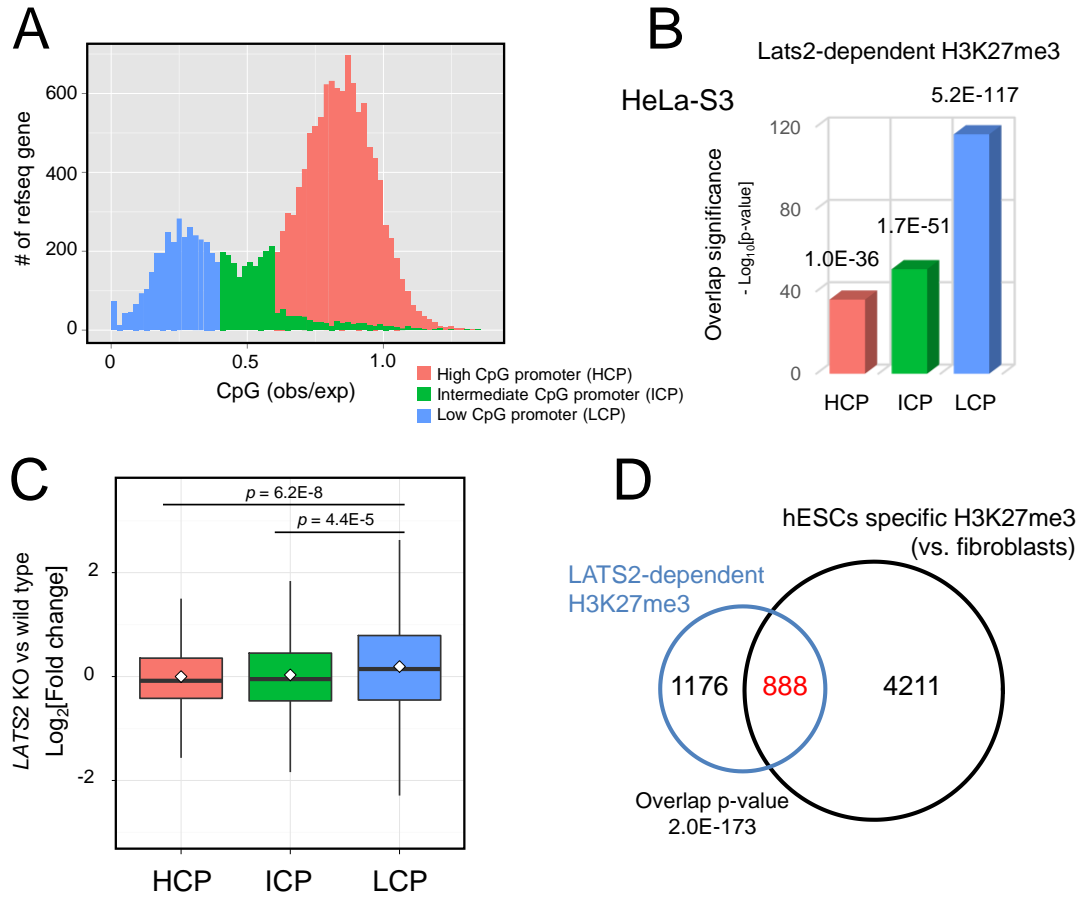 A
# of refseq gene
600
400
200
0
0
0.5
1.0
CpG (obs/exp)
High CpG promoter (HCP)
Intermediate CpG promoter (ICP)
Low CpG promoter (LCP)
B
Lats2-dependent H3K27me3
HeLa-S3
5.2E-117
1.7E-51
1.0E-36
Overlap significance
- Log₁₀[p-value]
120
80
40
0
HCP
ICP
LCP
C
p = 6.2E-8
p = 4.4E-5
LATS2 KO vs wild type
Log₂[Fold change]
2
0
-2
HCP
ICP
LCP
D
hESCs specific H3K27me3
(vs. fibroblasts)
LATS2-dependent
H3K27me3
1176
888
4211
Overlap p-value
2.0E-173